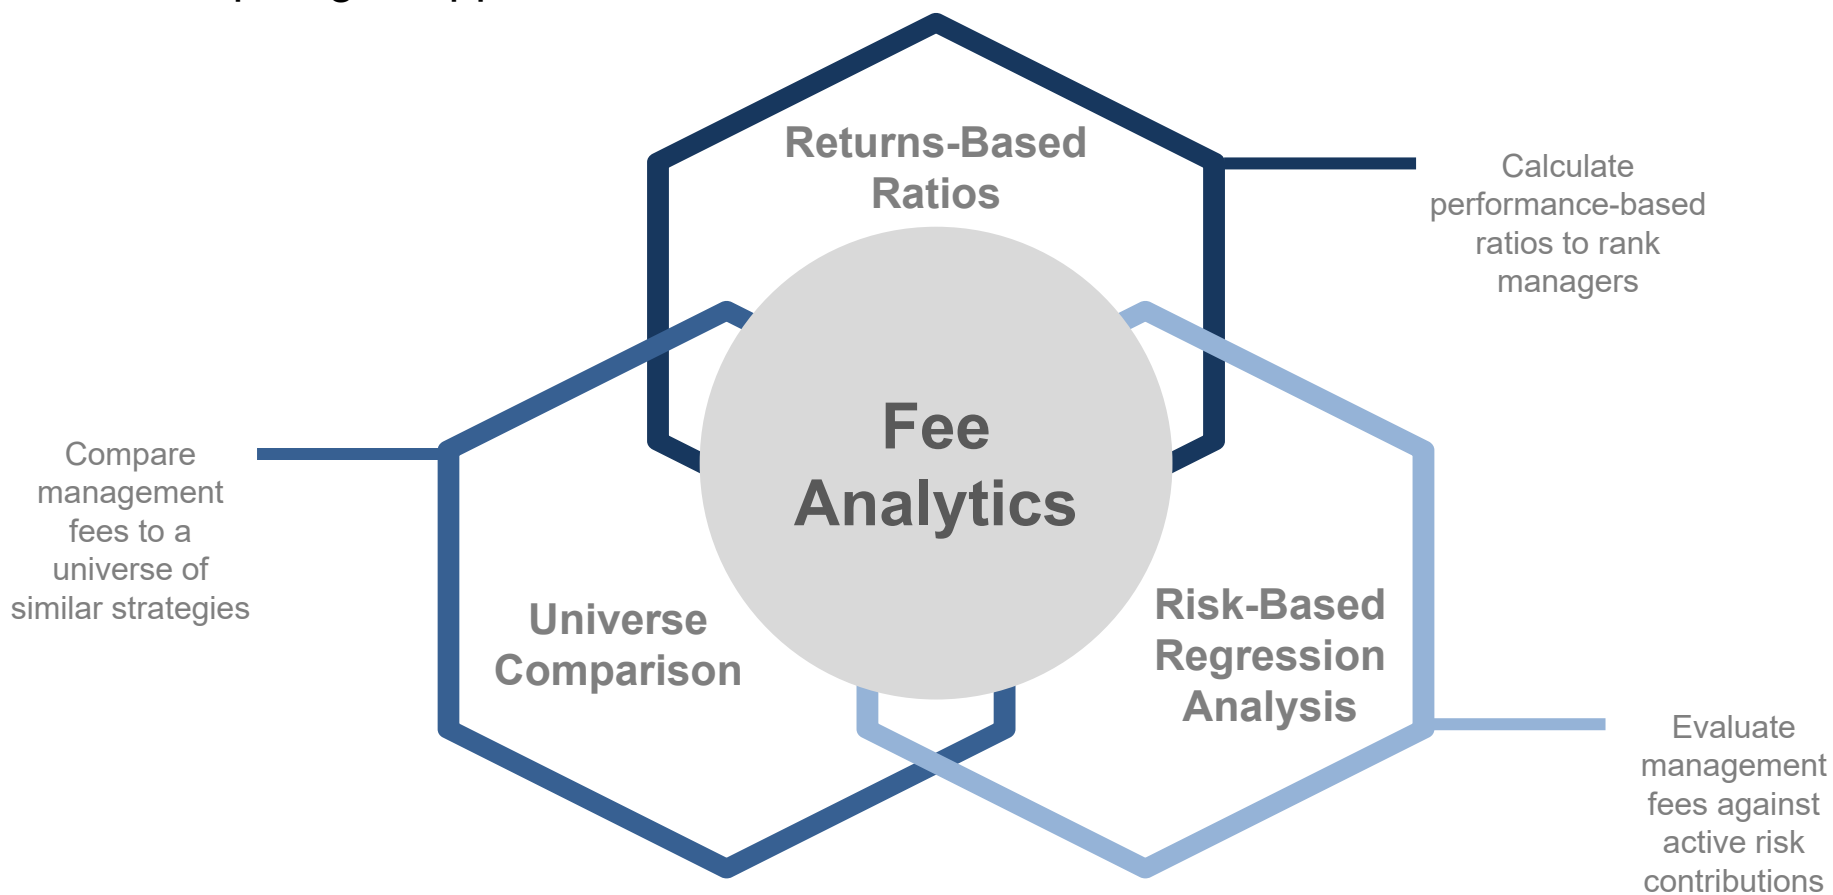 Returns-Based
Ratios
Calculate
performance-based
ratios to rank
managers
Fee
Analytics
Compare
management
fees to a
universe of
similar strategies
Universe
Comparison
Risk-Based
Regression
Analysis
Evaluate
management
fees against
active risk
contributions